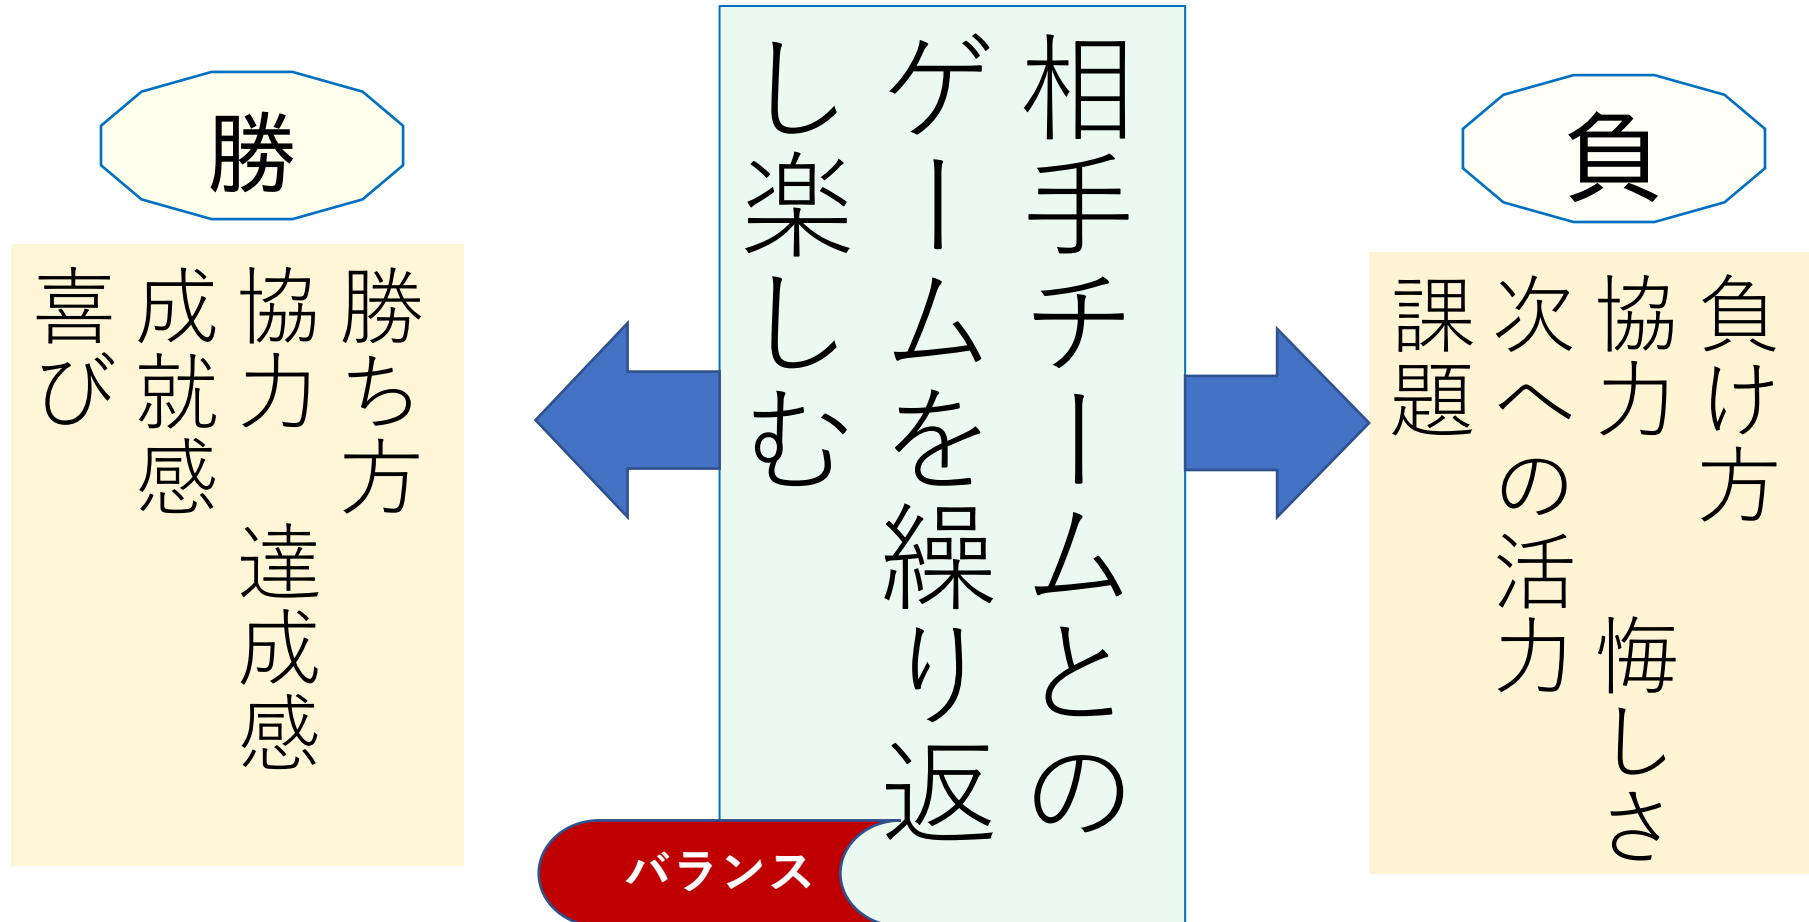 相手チームとの
ゲームを繰り返
し楽しむ
負
負け方
協力　悔しさ
次への活力
課題
勝
勝ち方
協力　達成感
成就感
喜び
バランス